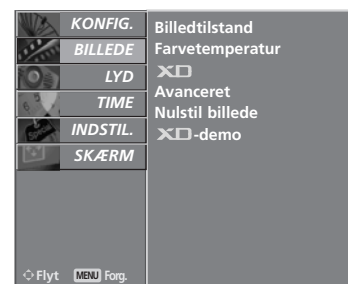 KONFIG.
BILLEDE
LYD
TIME
INDSTIL.
SKÆRM
Billedtilstand
Farvetemperatur
XD
Avanceret
Nulstil billede
XD-demo
Flyt MENU Forg.